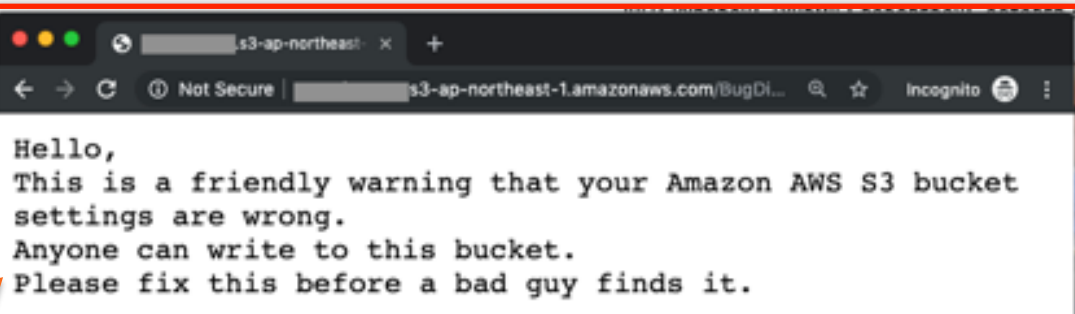 .s3-ap-northeast-
Not Secure s3-ap-northeast-1.amazonaws.com/BugDi... Incognito
Hello,
This is a friendly warning that your Amazon AWS S3 bucket
settings are wrong.
Anyone can write to this bucket.
Please fix this before a bad guy finds it.